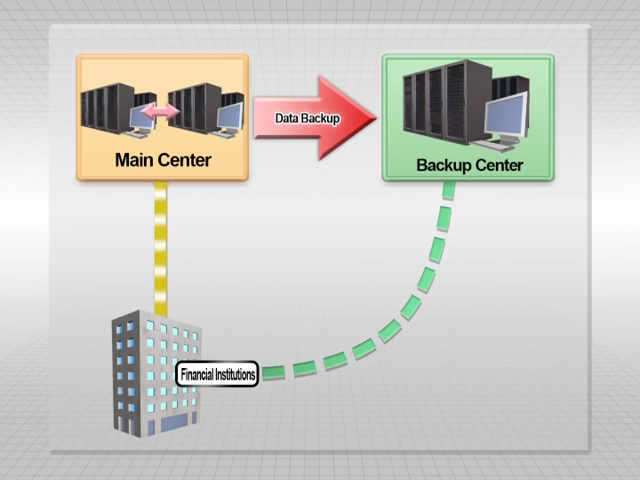 Data Backup
Main Center
Backup Center
Financial Institutions